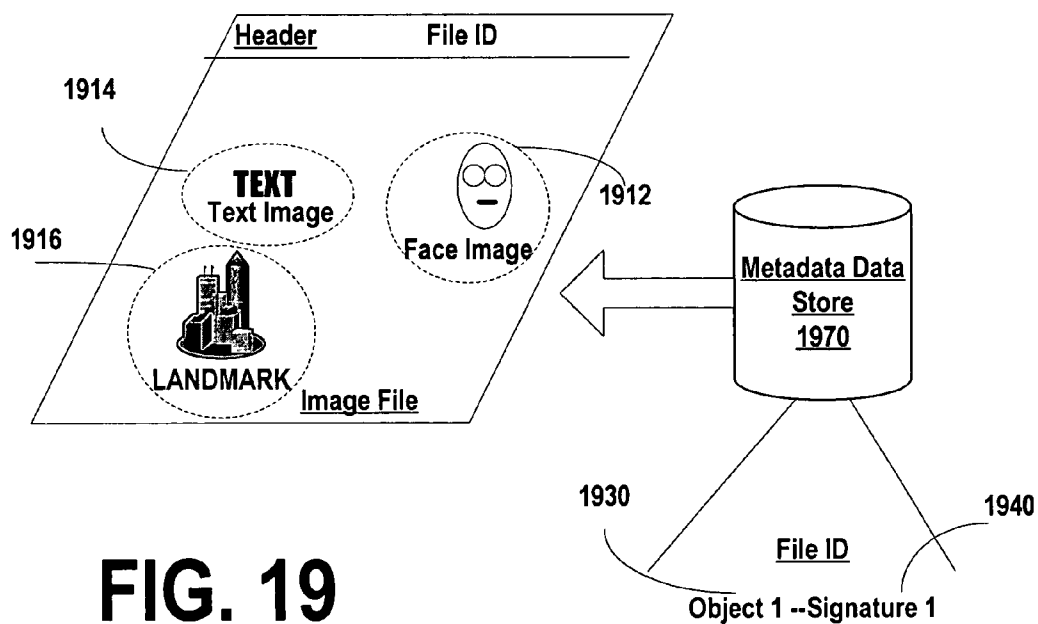 Header File ID
1914
TEXT
Text Image
1912
Face Image
1916
LANDMARK
Image File
Metadata Data
Store
1970
1930
1940
File ID
Object 1 --Signature 1
FIG. 19